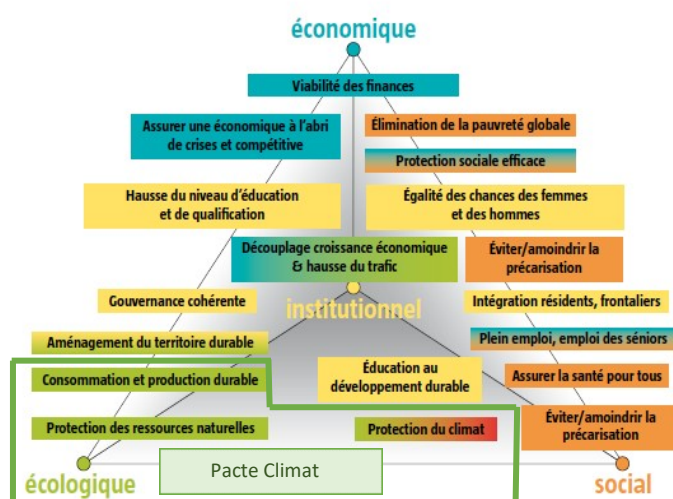 économique
Viabilité des finances
Assurer une économique à l'abri
de crises et compétitive
Élimination de la pauvreté globale
Protection sociale efficace
Hausse du niveau d'éducation
et de qualification
Égalité des chances des femmes
et des hommes
Découplage croissance économique
& hausse du trafic
Éviter/amoindrir la
précarisation
Gouvernance cohérente
institutionnel
Intégration résidents, frontaliers
Aménagement du territoire durable
Plein emploi, emploi des séniors
Consommation et production durable
Éducation au
développement durable
Assurer la santé pour tous
Protection des ressources naturelles
Protection du climat
Éviter/amoindrir la
précarisation
écologique
Pacte Climat
social